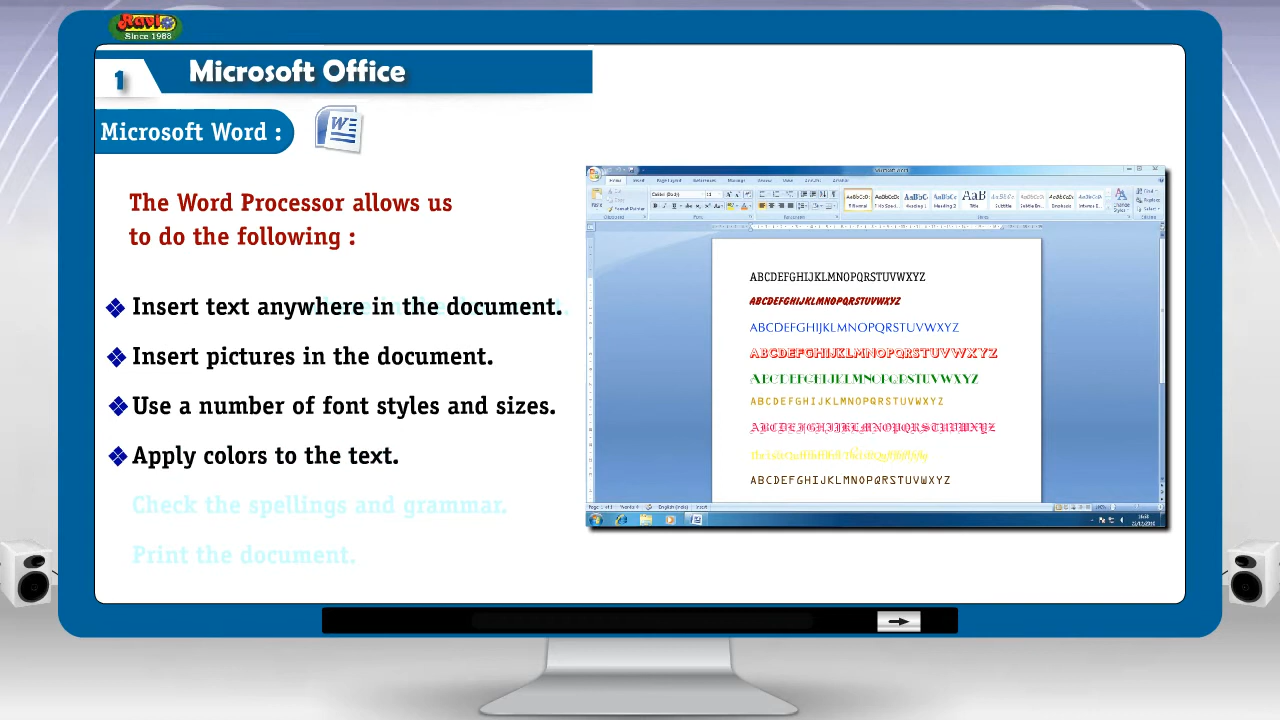 Ravi
Since 1988
1
Microsoft Office
Microsoft Word :
The Word Processor allows us
to do the following :
Insert text anywhere in the document.
Insert pictures in the document.
Use a number of font styles and sizes.
Apply colors to the text.
Check the spellings and grammar.
Print the document.
ABCDEFGHIJKLMNOPQRSTUVWXYZ
ABCDEFGHIJKLMNOPQRSTUVWXYZ
ABCDEFGHIJKLMNOPQRSTUVWXYZ
ABCDEFGHIJKLMNOPQRSTUVWXYZ
ABCDEFGHIJKLMNOPQRSTUVWXYZ
ABCDEFGHIJKLMNOPQRSTUVWXYZ
ABCDEFGHIJKLMNOPQRSTUVWXYZ
ABCDEFGHIJKLMNOPQRSTUVWXYZ